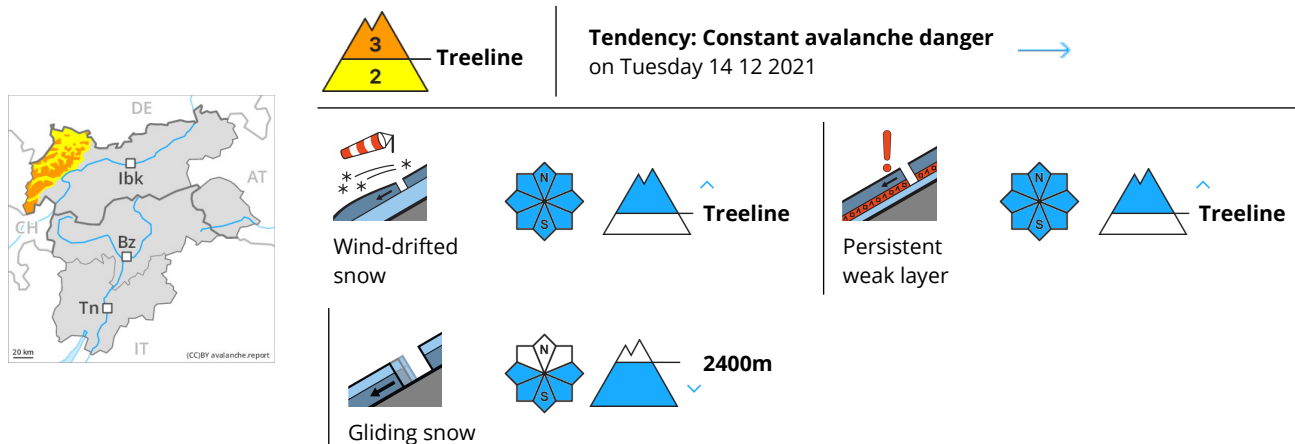 3
2
Treeline
Tendency: Constant avalanche danger
on Tuesday 14 12 2021
DE
AT
Ibk
CH
Bz
Tn
IT
20 km
(CC)BY avalanche.report
N
S
Treeline
Wind-drifted
snow
N
S
Treeline
Persistent
weak layer
N
S
2400m
Gliding snow